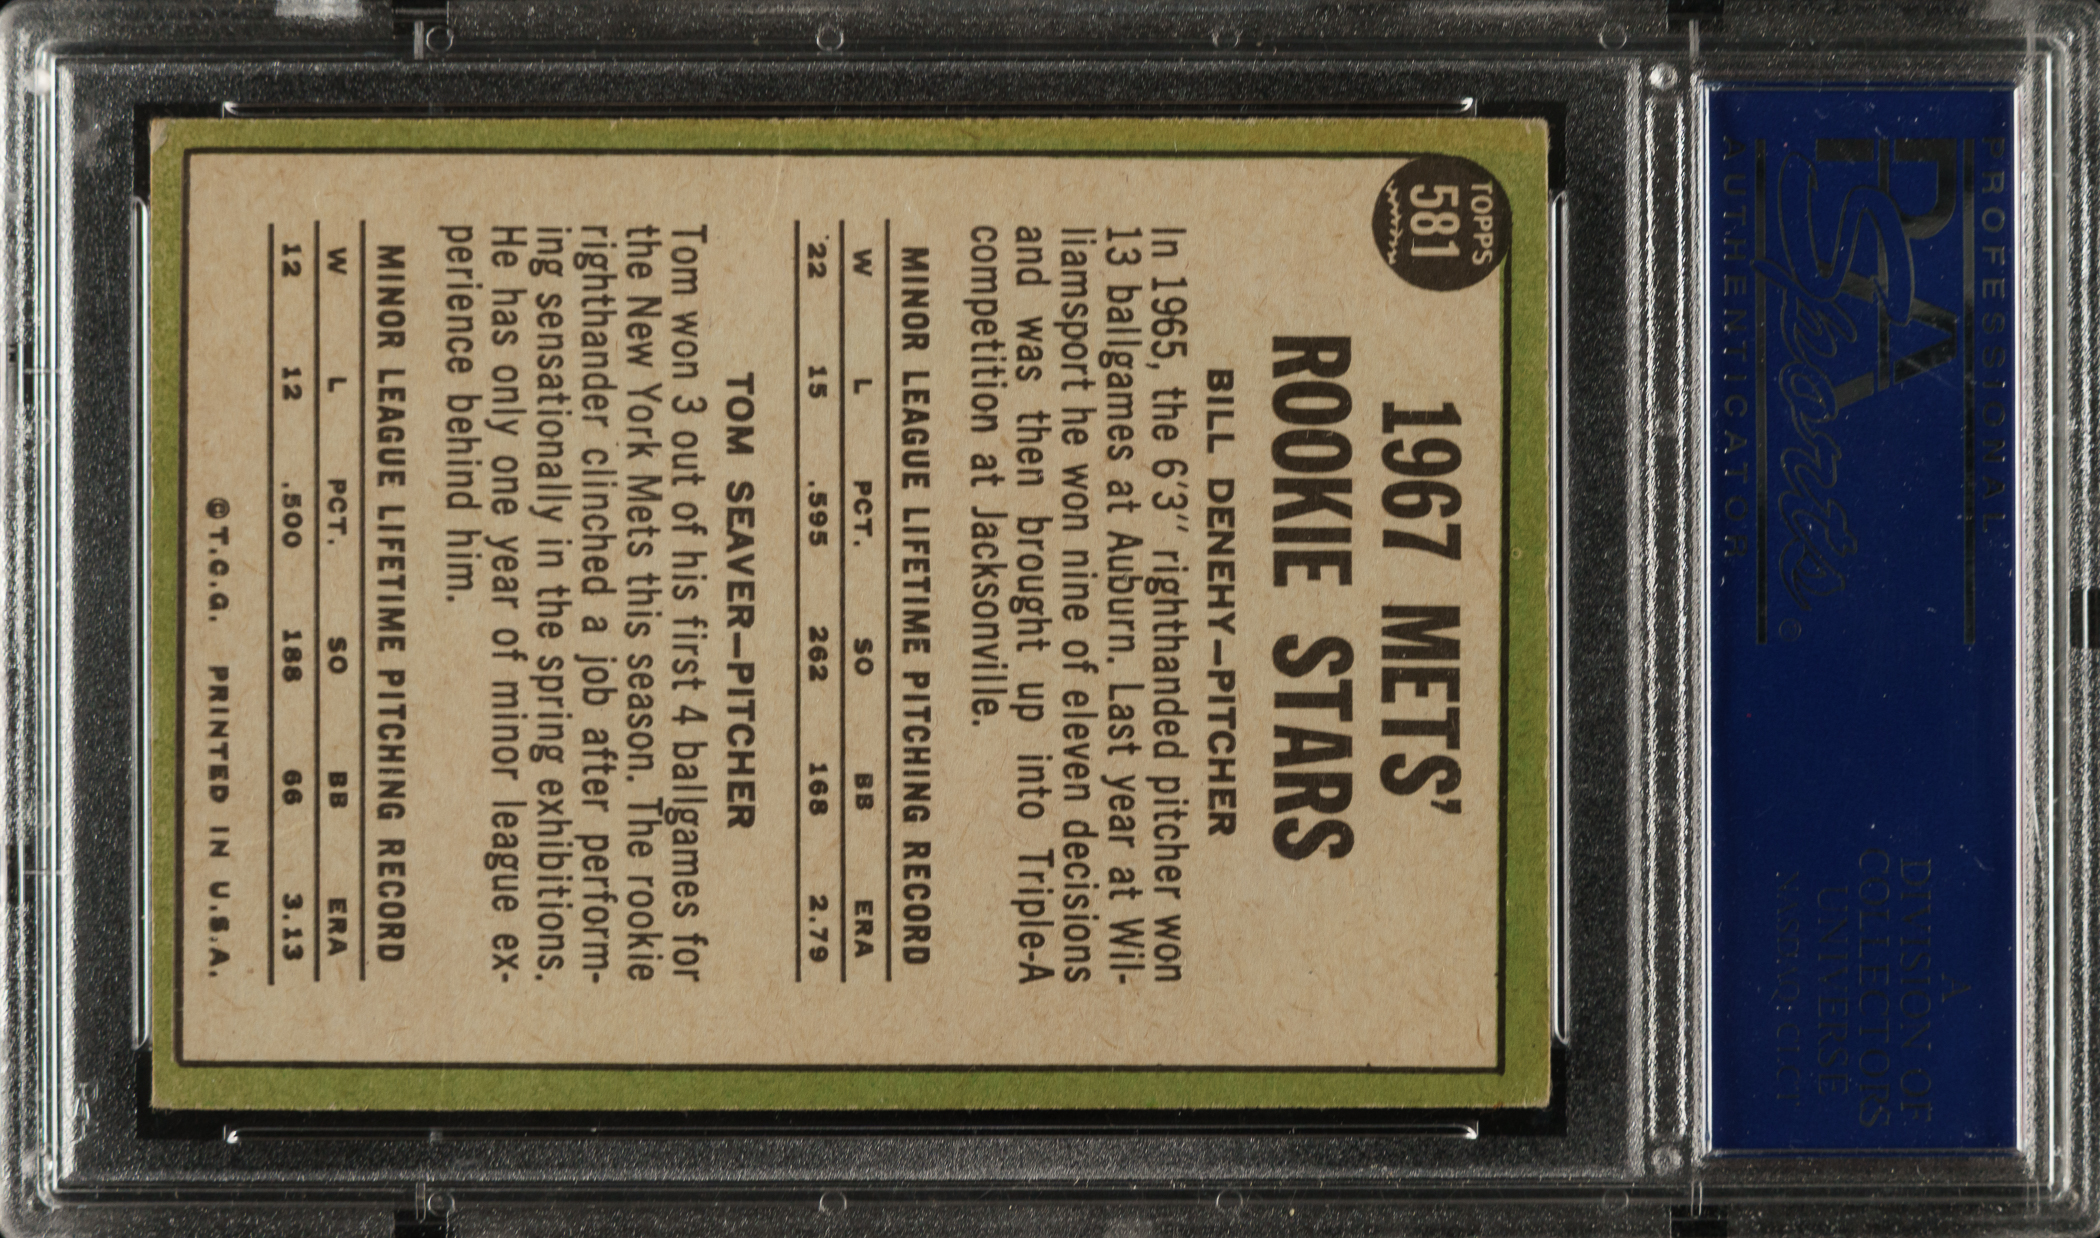 PROFESSIONAL
PSA
Sports
AUTHENTICATOR
A
DIVISION OF
COLLECTORS
UNIVERSE
NASDAQ: CLCT
TOPPS
581
1967 METS'
ROOKIE STARS
BILL DENEHY—PITCHER
In 1965, the 6'3" righthanded pitcher won
13 ballgames at Auburn. Last year at Wil-
liamsport he won nine of eleven decisions
and was then brought up into Triple-A
competition at Jacksonville.
MINOR LEAGUE LIFETIME PITCHING RECORD
W L PCT. SO BB ERA
22 15 .595 262 168 2.79
TOM SEAVER—PITCHER
Tom won 3 out of his first 4 ballgames for
the New York Mets this season. The rookie
righthander clinched a job after perform-
ing sensationally in the spring exhibitions.
He has only one year of minor league ex-
perience behind him.
MINOR LEAGUE LIFETIME PITCHING RECORD
W L PCT. SO BB ERA
12 12 .500 188 66 3.13
©T.C.G. PRINTED IN U.S.A.